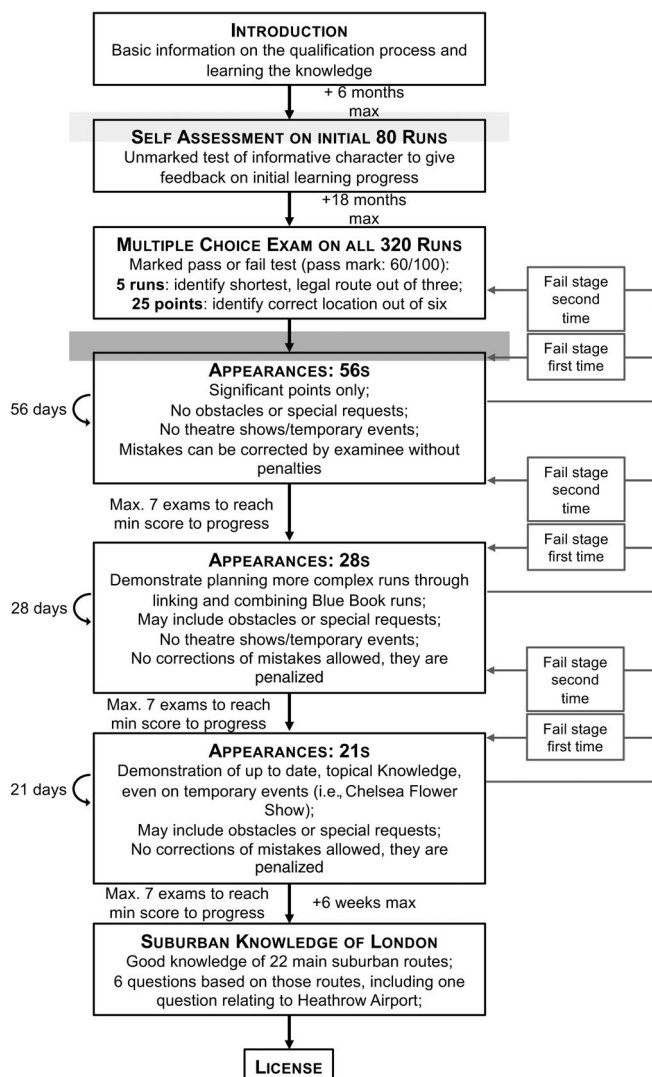 INTRODUCTION
Basic information on the qualification process and
learning the knowledge
+ 6 months
max
SELF ASSESSMENT ON INITIAL 80 RUNS
Unmarked test of informative character to give
feedback on initial learning progress
+18 months
max
MULTIPLE CHOICE EXAM ON ALL 320 RUNS
Marked pass or fail test (pass mark: 60/100):
5 runs: identify shortest, legal route out of three;
25 points: identify correct location out of six
Fail stage
second
time
Fail stage
first time
APPEARANCES: 56S
Significant points only;
No obstacles or special requests;
No theatre shows/temporary events;
Mistakes can be corrected by examinee without
penalties
56 days
Fail stage
second
time
Max. 7 exams to reach
min score to progress
Fail stage
first time
APPEARANCES: 28S
Demonstrate planning more complex runs through
linking and combining Blue Book runs;
May include obstacles or special requests;
No theatre shows/temporary events;
No corrections of mistakes allowed, they are
penalized
28 days
Fail stage
second
time
Max. 7 exams to reach
min score to progress
Fail stage
first time
APPEARANCES: 21S
Demonstration of up to date, topical Knowledge,
even on temporary events (i.e., Chelsea Flower
Show);
May include obstacles or special requests;
No corrections of mistakes allowed, they are
penalized
21 days
Max. 7 exams to reach
min score to progress
+6 weeks max
SUBURBAN KNOWLEDGE OF LONDON
Good knowledge of 22 main suburban routes;
6 questions based on those routes, including one
question relating to Heathrow Airport;
LICENSE